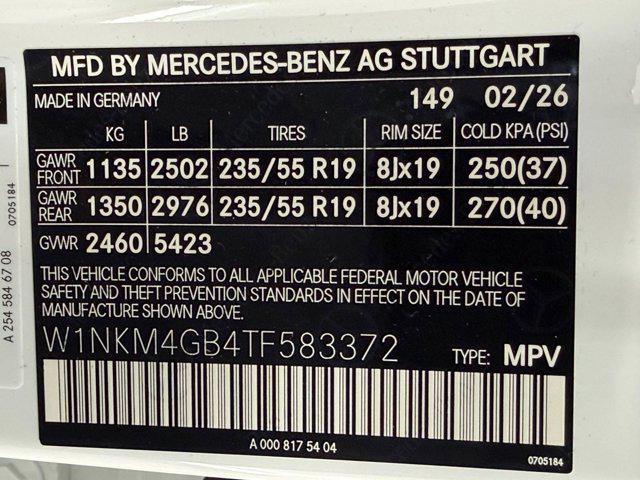 MFD BY MERCEDES-BENZ AG STUTTGART
MADE IN GERMANY 149 02/26
KG LB TIRES RIM SIZE COLD KPA (PSI)
GAWR FRONT 1135 2502 235/55 R19 8Jx19 250(37)
GAWR REAR 1350 2976 235/55 R19 8Jx19 270(40)
GVWR 2460 5423
THIS VEHICLE CONFORMS TO ALL APPLICABLE FEDERAL MOTOR VEHICLE
SAFETY AND THEFT PREVENTION STANDARDS IN EFFECT ON THE DATE OF
MANUFACTURE SHOWN ABOVE.
W1NKM4GB4TF583372 TYPE: MPV
A 000 817 54 04
0705184
A 254 584 67 08
0705184